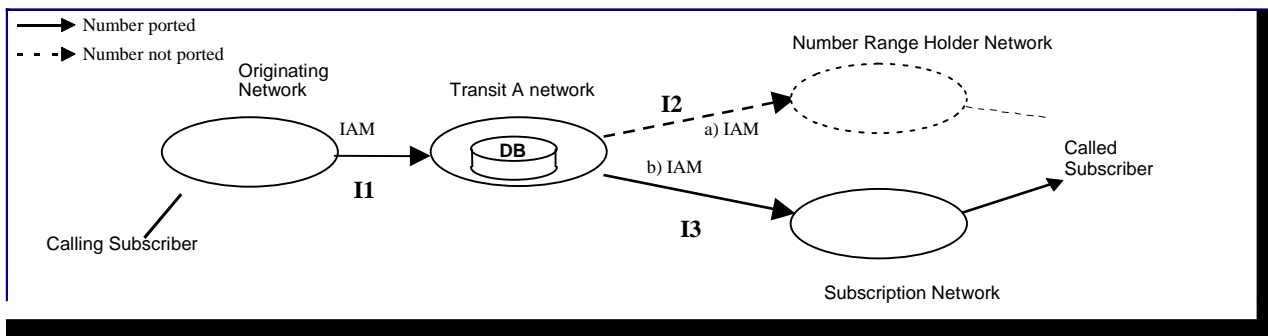 Number ported
Number not ported
Originating
Network
Transit A network
Number Range Holder Network
IAM
I1
DB
I2
a) IAM
b) IAM
I3
Called
Subscriber
Calling Subscriber
Subscription Network